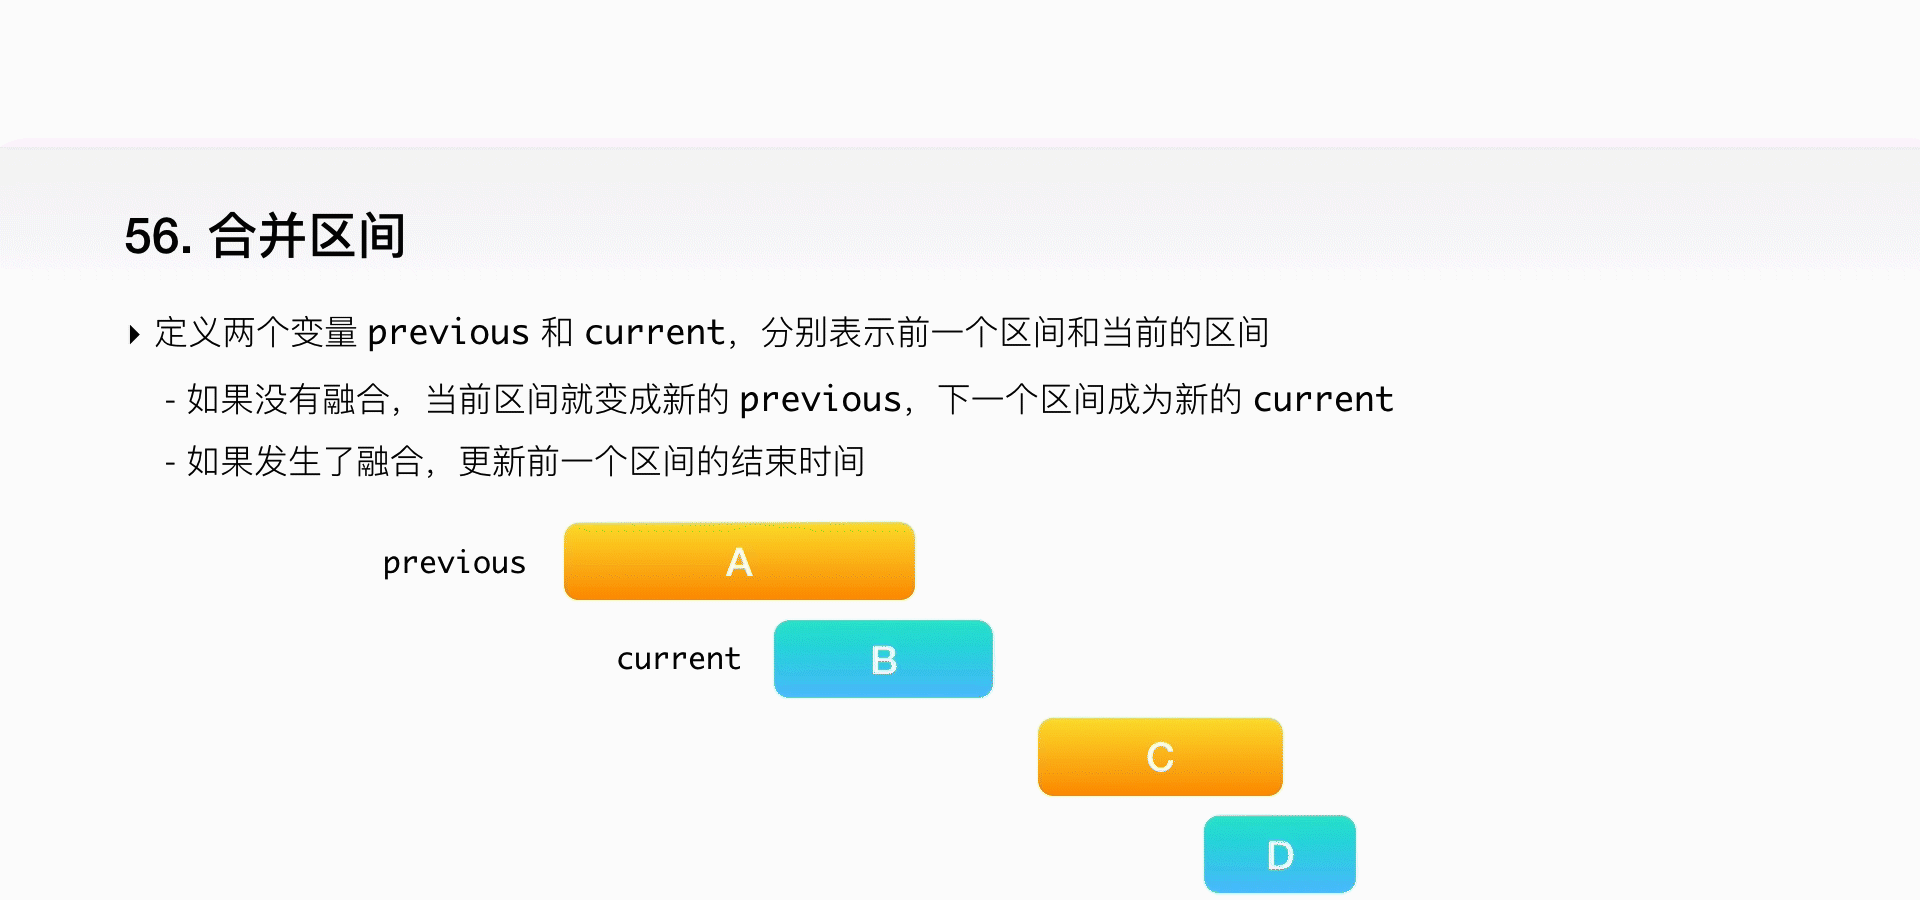 56. 合并区间
定义两个变量 previous 和 current，分别表示前一个区间和当前的区间
- 如果没有融合，当前区间就变成新的 previous，下一个区间成为新的 current
- 如果发生了融合，更新前一个区间的结束时间
previous
A
current
B
C
D